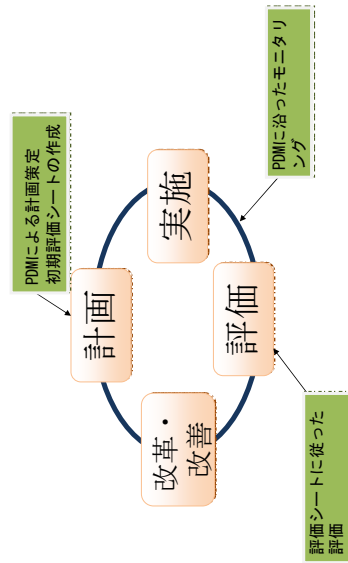 PDMによる計画策定
初期評価シートの作成
計画
実施
改革・
改善
評価
PDMに沿ったモニタリ
ング
評価シートに従った
評価